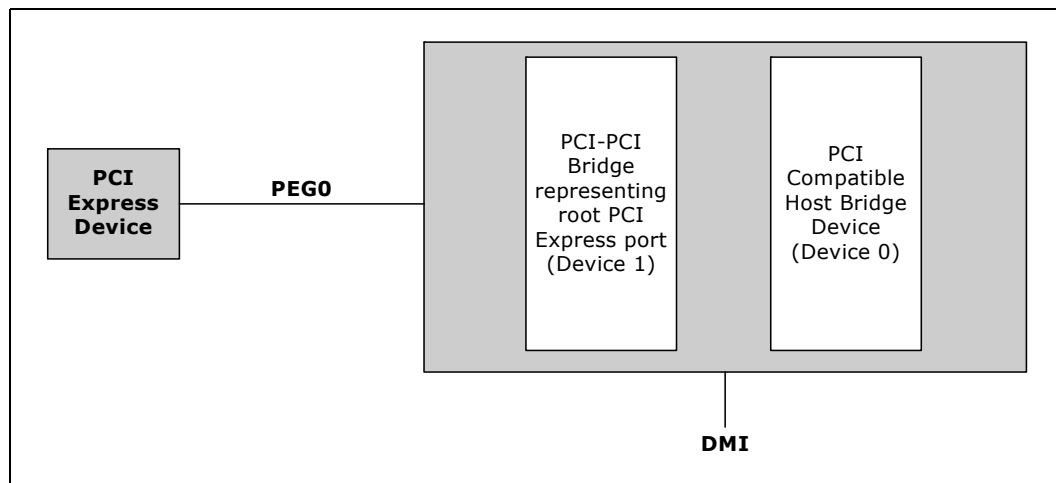 PCI
Express
Device
PEG0
PCI-PCI
Bridge
representing
root PCI
Express port
(Device 1)
PCI
Compatible
Host Bridge
Device
(Device 0)
DMI